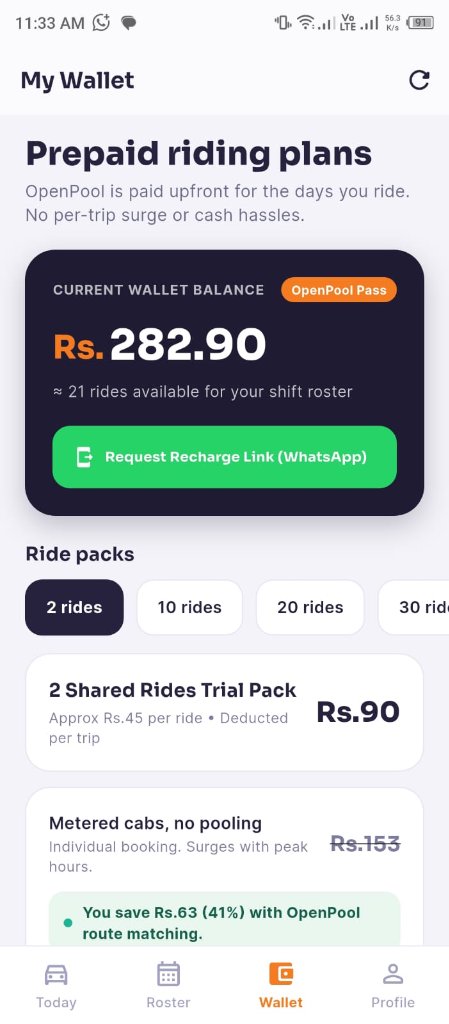 11:33 AM
Vo LTE
56.3 K/s
91
My Wallet
Prepaid riding plans
OpenPool is paid upfront for the days you ride.
No per-trip surge or cash hassles.
CURRENT WALLET BALANCE
OpenPool Pass
Rs. 282.90
≈ 21 rides available for your shift roster
Request Recharge Link (WhatsApp)
Ride packs
2 rides
10 rides
20 rides
30 rid
2 Shared Rides Trial Pack
Approx Rs.45 per ride • Deducted
per trip
Rs.90
Metered cabs, no pooling
Individual booking. Surges with peak
hours.
Rs.153
You save Rs.63 (41%) with OpenPool
route matching.
Today
Roster
Wallet
Profile